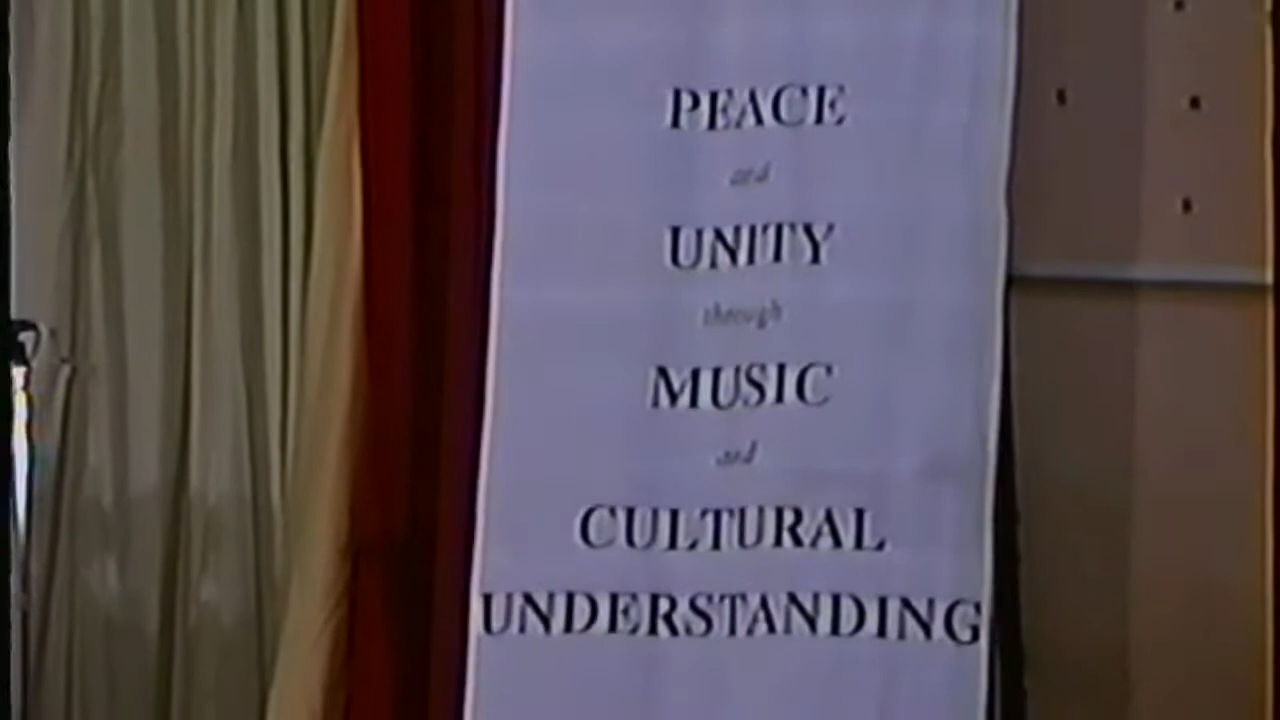 PEACE
and
UNITY
through
MUSIC
and
CULTURAL
UNDERSTANDING